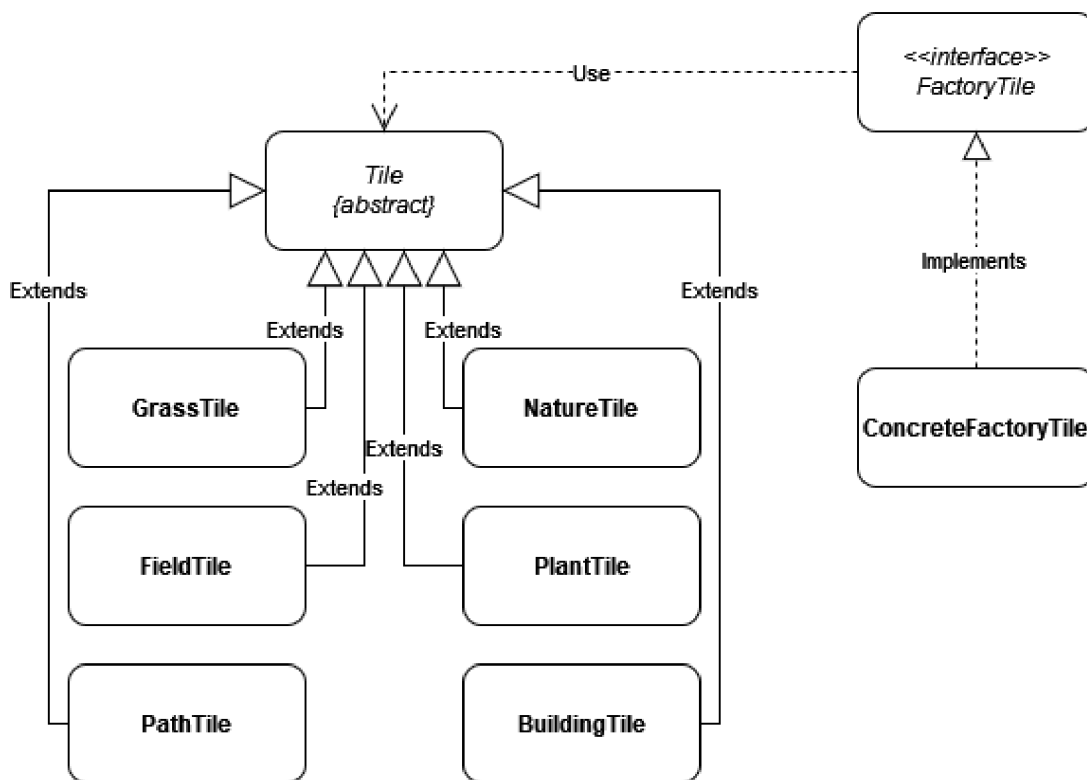 <<interface>>
FactoryTile
Use
Tile
{abstract}
Extends
Extends
Implements
Extends
Extends
GrassTile
NatureTile
ConcreteFactoryTile
Extends
Extends
FieldTile
PlantTile
PathTile
BuildingTile